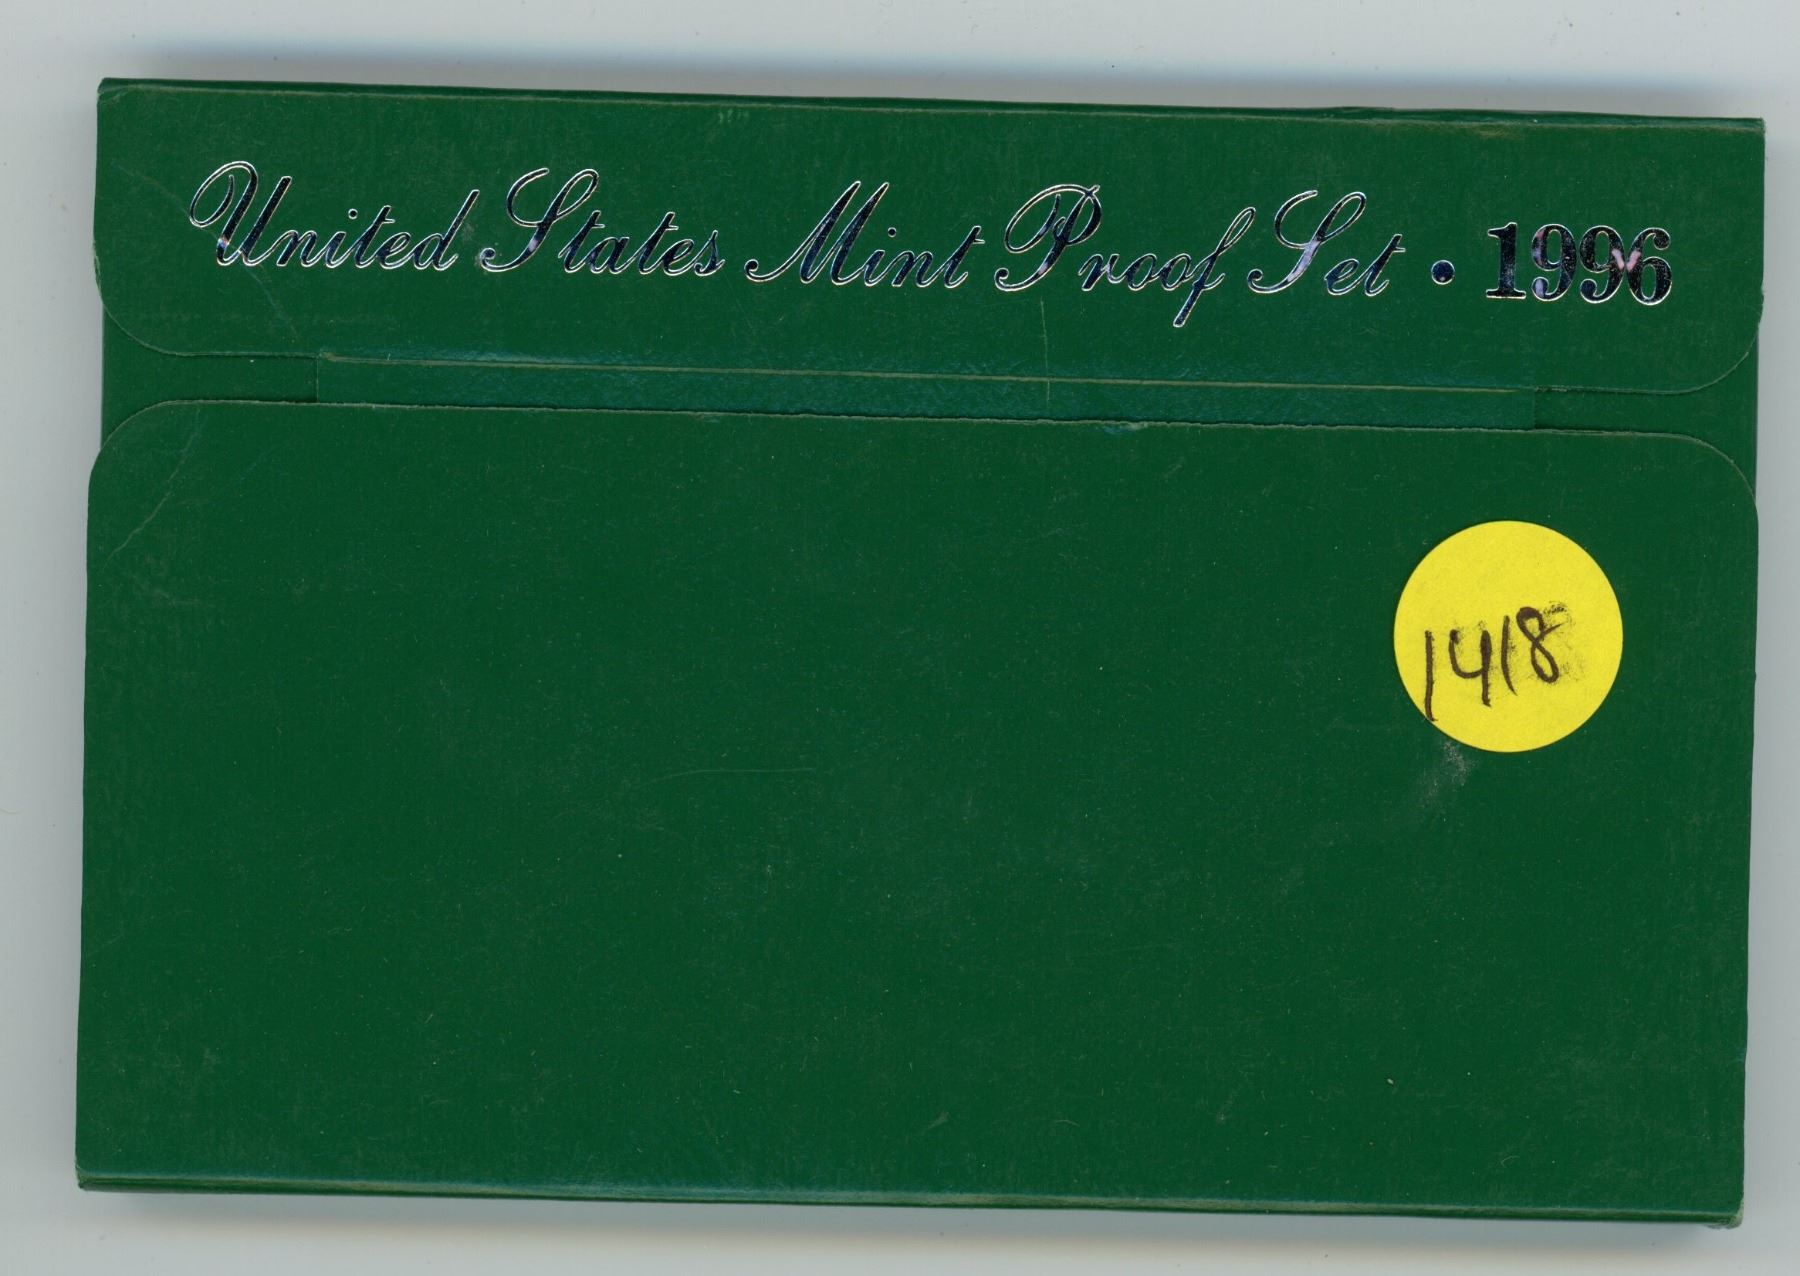 United States Mint Proof Set • 1996
1418